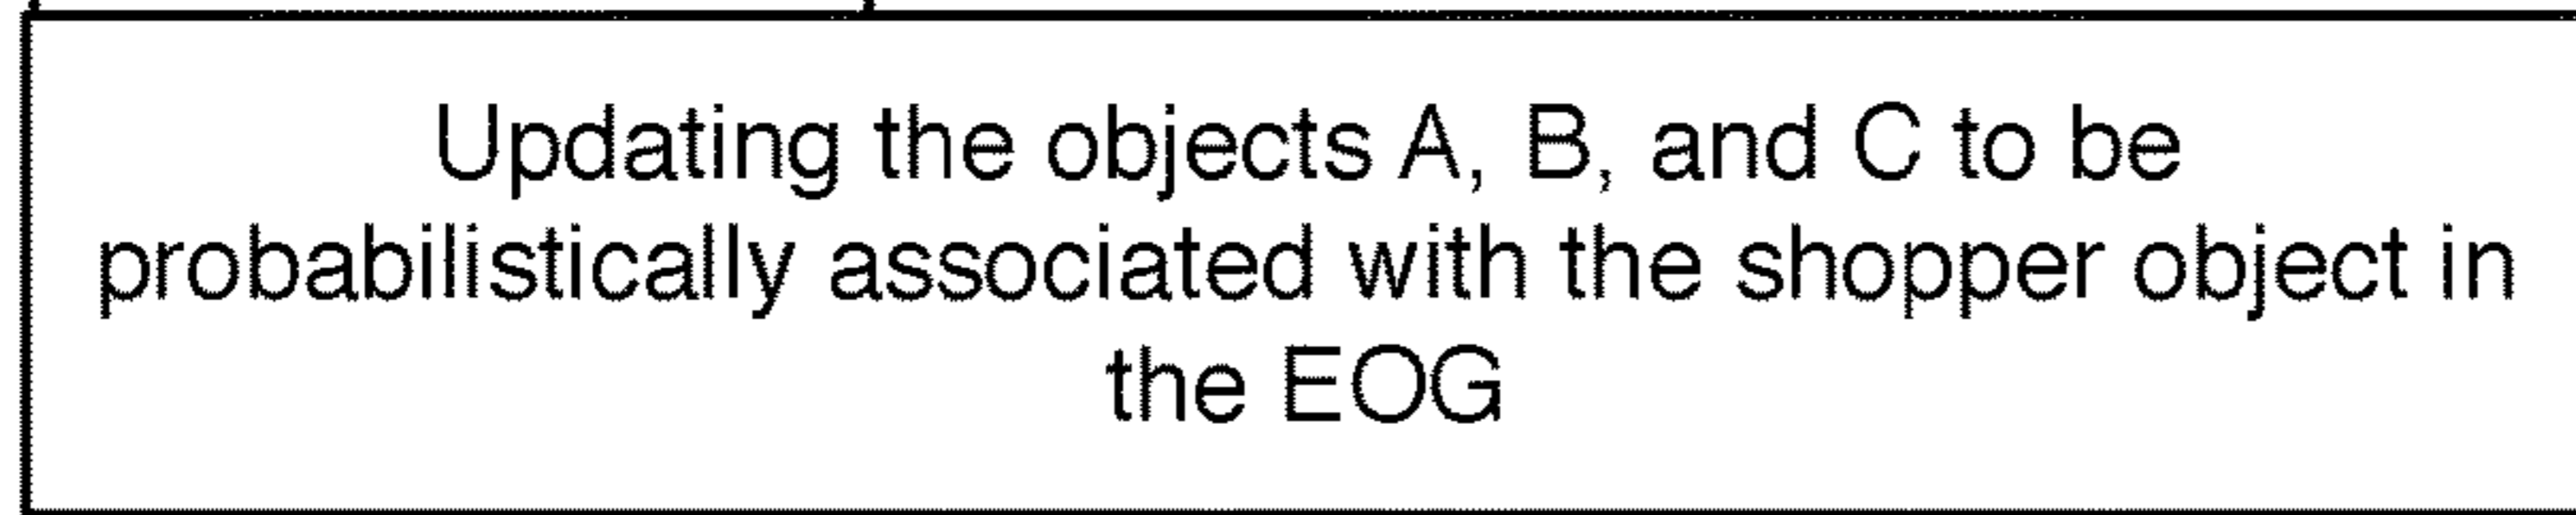 Updating the objects A, B, and C to be
probabilistically associated with the shopper object in
the EOG